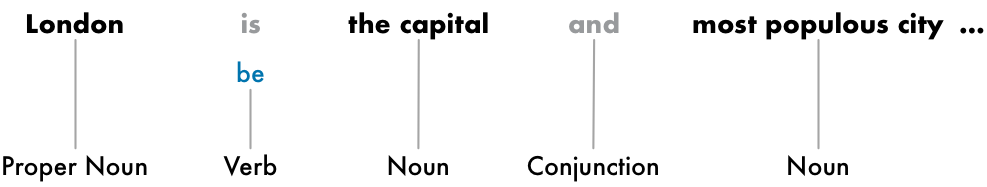 London is the capital and most populous city ...
be
Proper Noun Verb Noun Conjunction Noun